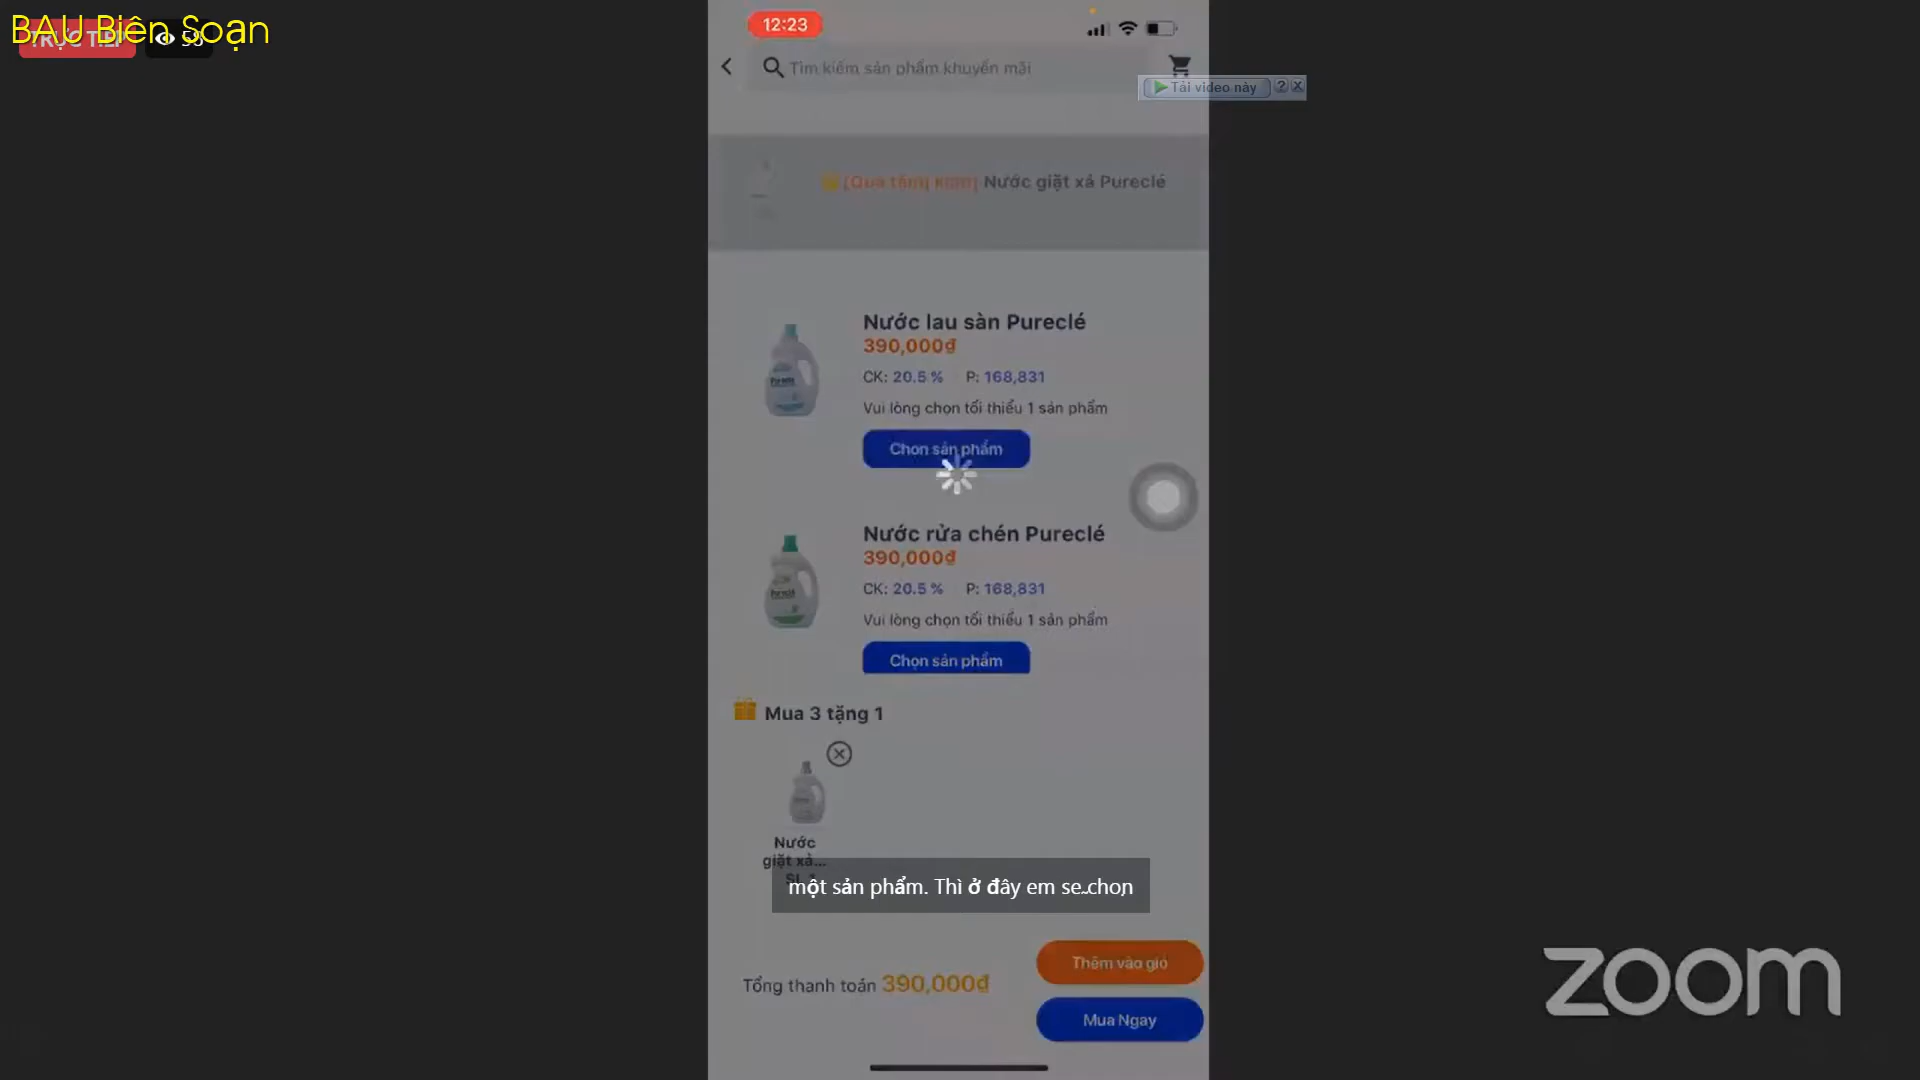 BAU Biên Soạn
TRỰC TIẾP
58
12:23
Tìm kiếm sản phẩm khuyến mãi
Tải video này
[Quà tặng kèm] Nước giặt xả Pureclé
Nước lau sàn Pureclé
390,000đ
CK: 20.5 % P: 168,831
Vui lòng chọn tối thiểu 1 sản phẩm
Chọn sản phẩm
Nước rửa chén Pureclé
390,000đ
CK: 20.5 % P: 168,831
Vui lòng chọn tối thiểu 1 sản phẩm
Chọn sản phẩm
Mua 3 tặng 1
Nước
giặt xả...
một sản phẩm. Thì ở đây em sẽ chọn
Thêm vào giỏ
Tổng thanh toán 390,000đ
Mua Ngay
zoom